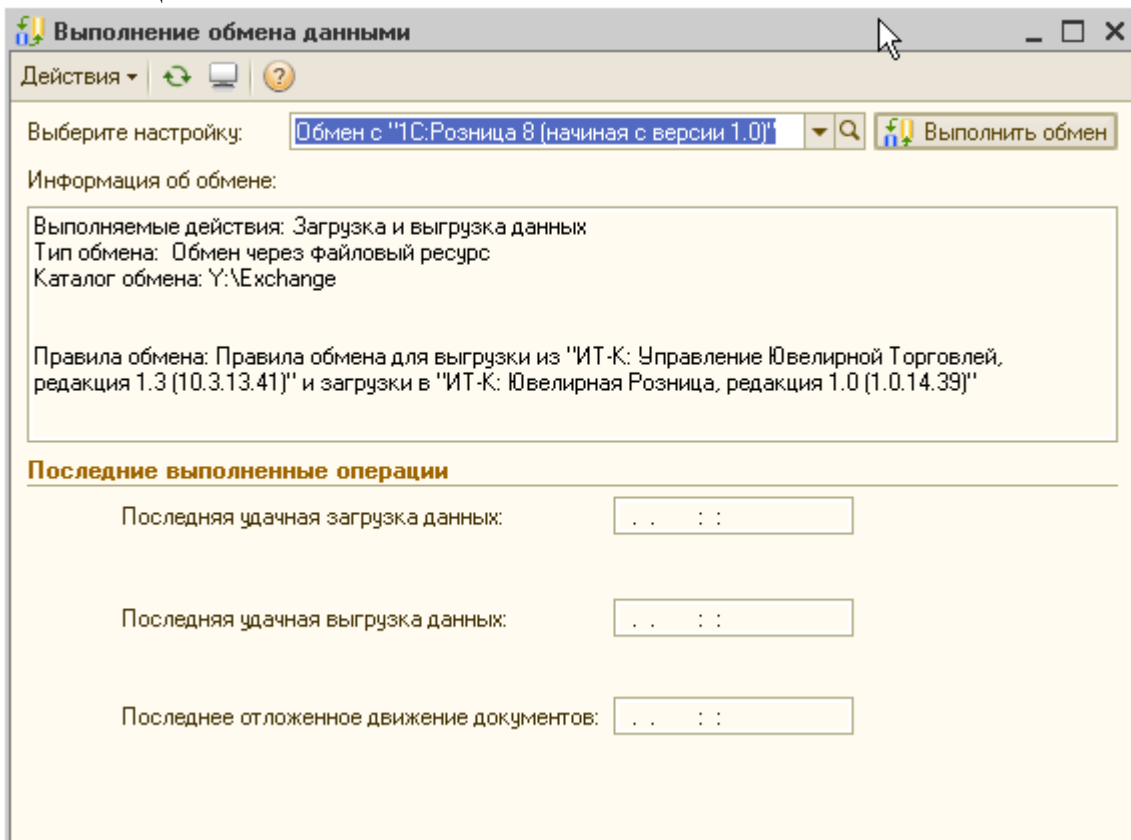 Выполнение обмена данными
Действия
Выберите настройку: Обмен с "1С:Розница 8 (начиная с версии 1.0)" Выполнить обмен
Информация об обмене:
Выполняемые действия: Загрузка и выгрузка данных
Тип обмена: Обмен через файловый ресурс
Каталог обмена: Y:\Exchange
Правила обмена: Правила обмена для выгрузки из "ИТ-К: Управление Ювелирной Торговлей,
редакция 1.3 (10.3.13.41)" и загрузки в "ИТ-К: Ювелирная Розница, редакция 1.0 (1.0.14.39)"
Последние выполненные операции
Последняя удачная загрузка данных: . . : :
Последняя удачная выгрузка данных: . . : :
Последнее отложенное движение документов: . . : :